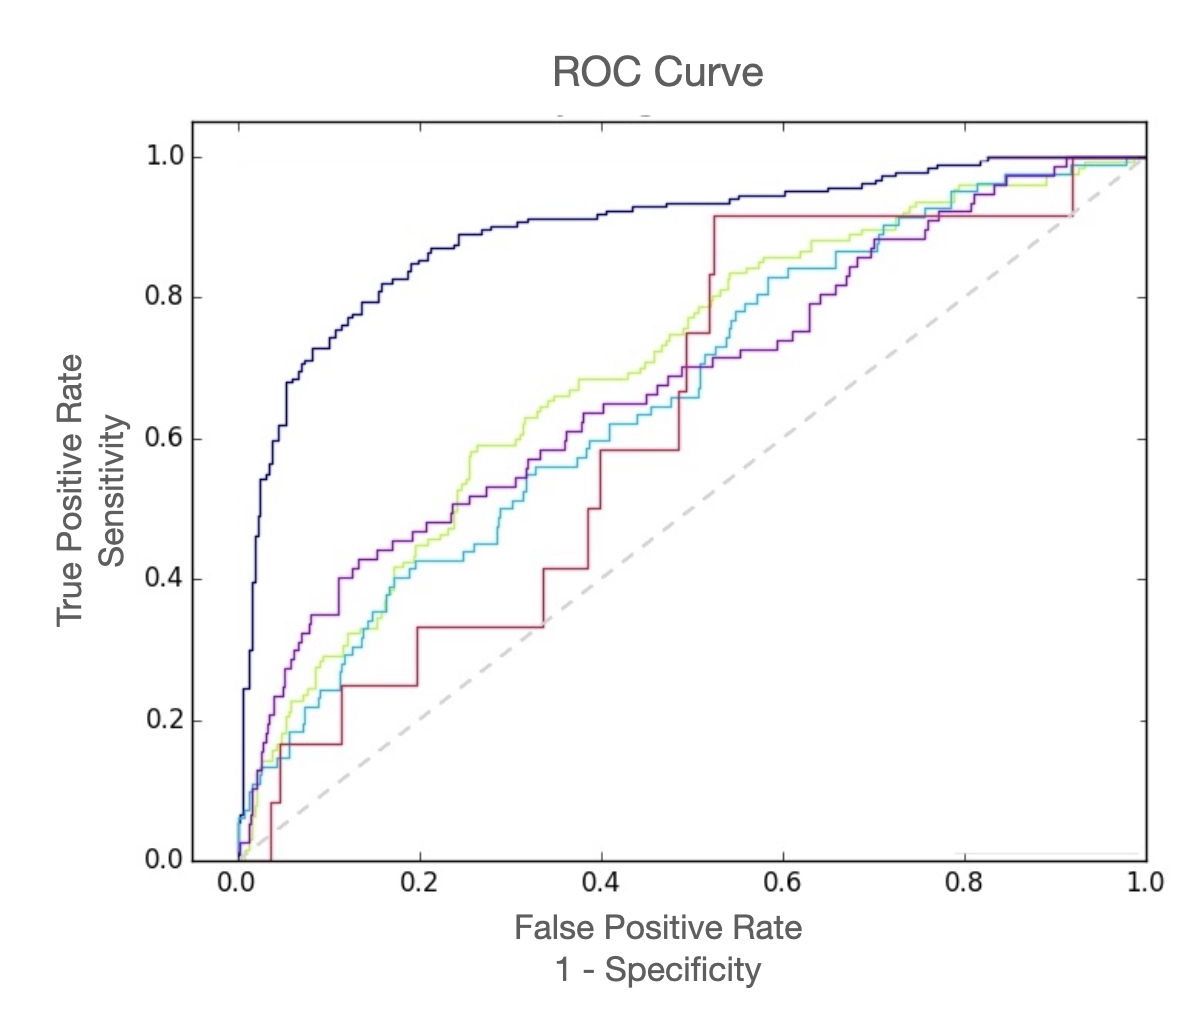 ROC Curve
1.0
0.8
0.6
0.4
0.2
0.0
True Positive Rate
Sensitivity
0.0 0.2 0.4 0.6 0.8 1.0
False Positive Rate
1 - Specificity